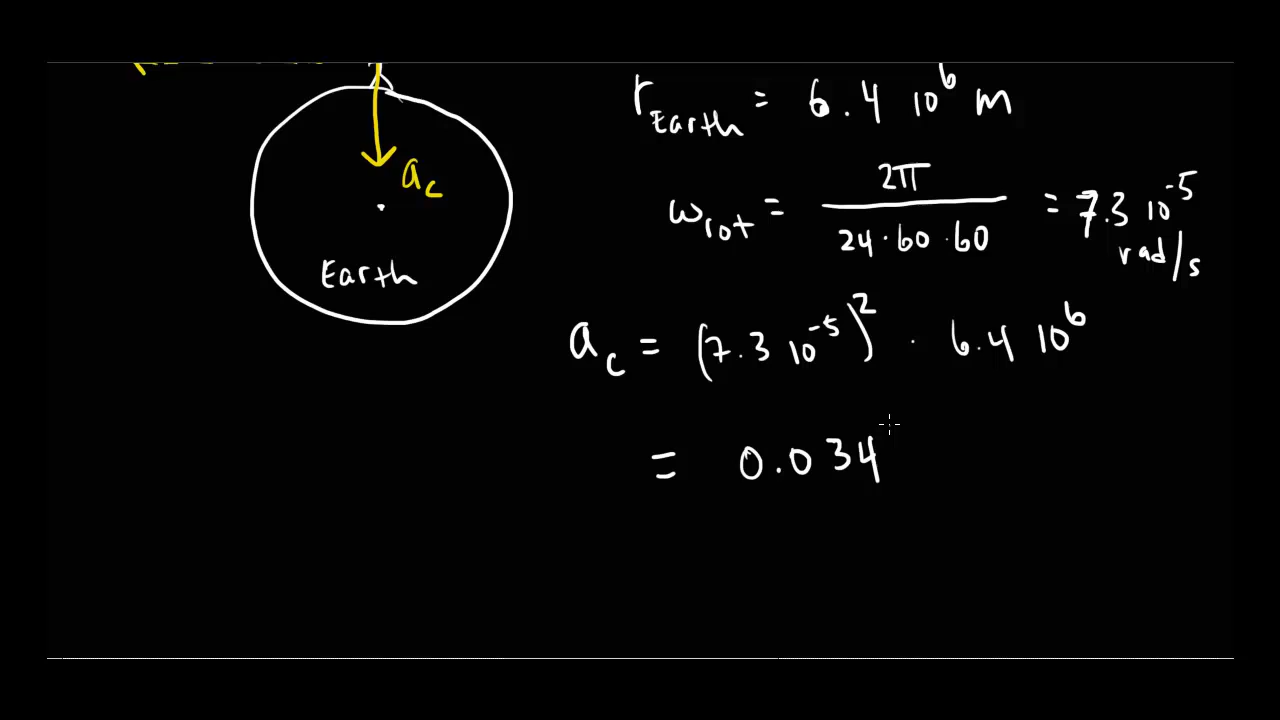 r_Earth = 6.4 10^6 m
a_c
ω_rot = 2π / 24·60·60 = 7.3 10^-5 rad/s
Earth
a_c = (7.3 10^-5)^2 · 6.4 10^6
= 0.034